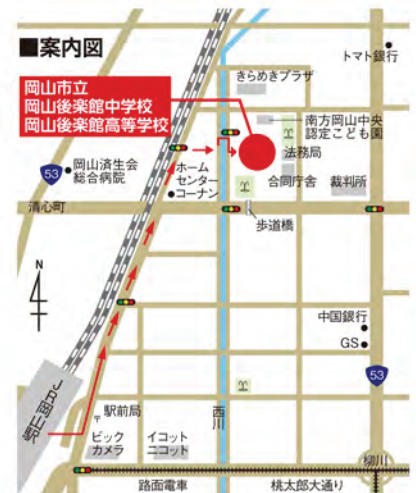 ■案内図
トマト銀行
きらめきプラザ
岡山市立
岡山後楽館中学校
岡山後楽館高等学校
南方岡山中央
認定こども園
法務局
岡山済生会
総合病院
53
ホーム
センター
コーナン
合同庁舎
裁判所
清心町
歩道橋
N
中国銀行
GS
53
JR岡山駅
駅前局
西川
ビック
カメラ
イコット
ニコット
柳川
路面電車
桃太郎大通り